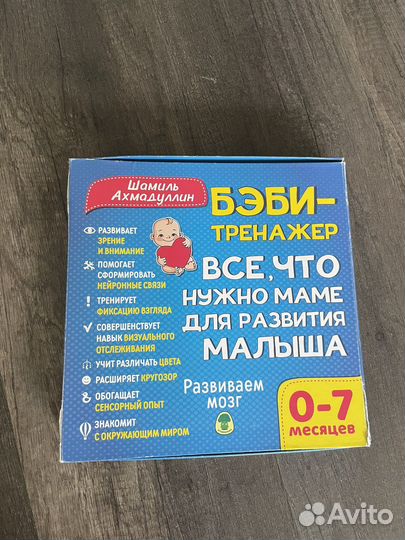 Шамиль
Ахмадуллин
БЭБИ-
ТРЕНАЖЕР
ВСЕ, ЧТО
НУЖНО МАМЕ
ДЛЯ РАЗВИТИЯ
МАЛЫША
Развиваем
мозг
0-7
месяцев
РАЗВИВАЕТ
ЗРЕНИЕ
И ВНИМАНИЕ
ПОМОГАЕТ
СФОРМИРОВАТЬ
НЕЙРОННЫЕ СВЯЗИ
ТРЕНИРУЕТ
ФИКСАЦИЮ ВЗГЛЯДА
СОВЕРШЕНСТВУЕТ
НАВЫК ВИЗУАЛЬНОГО
ОТСЛЕЖИВАНИЯ
УЧИТ РАЗЛИЧАТЬ ЦВЕТА
РАСШИРЯЕТ КРУГОЗОР
ОБОГАЩАЕТ
СЕНСОРНЫЙ ОПЫТ
ЗНАКОМИТ
С ОКРУЖАЮЩИМ МИРОМ
Avito